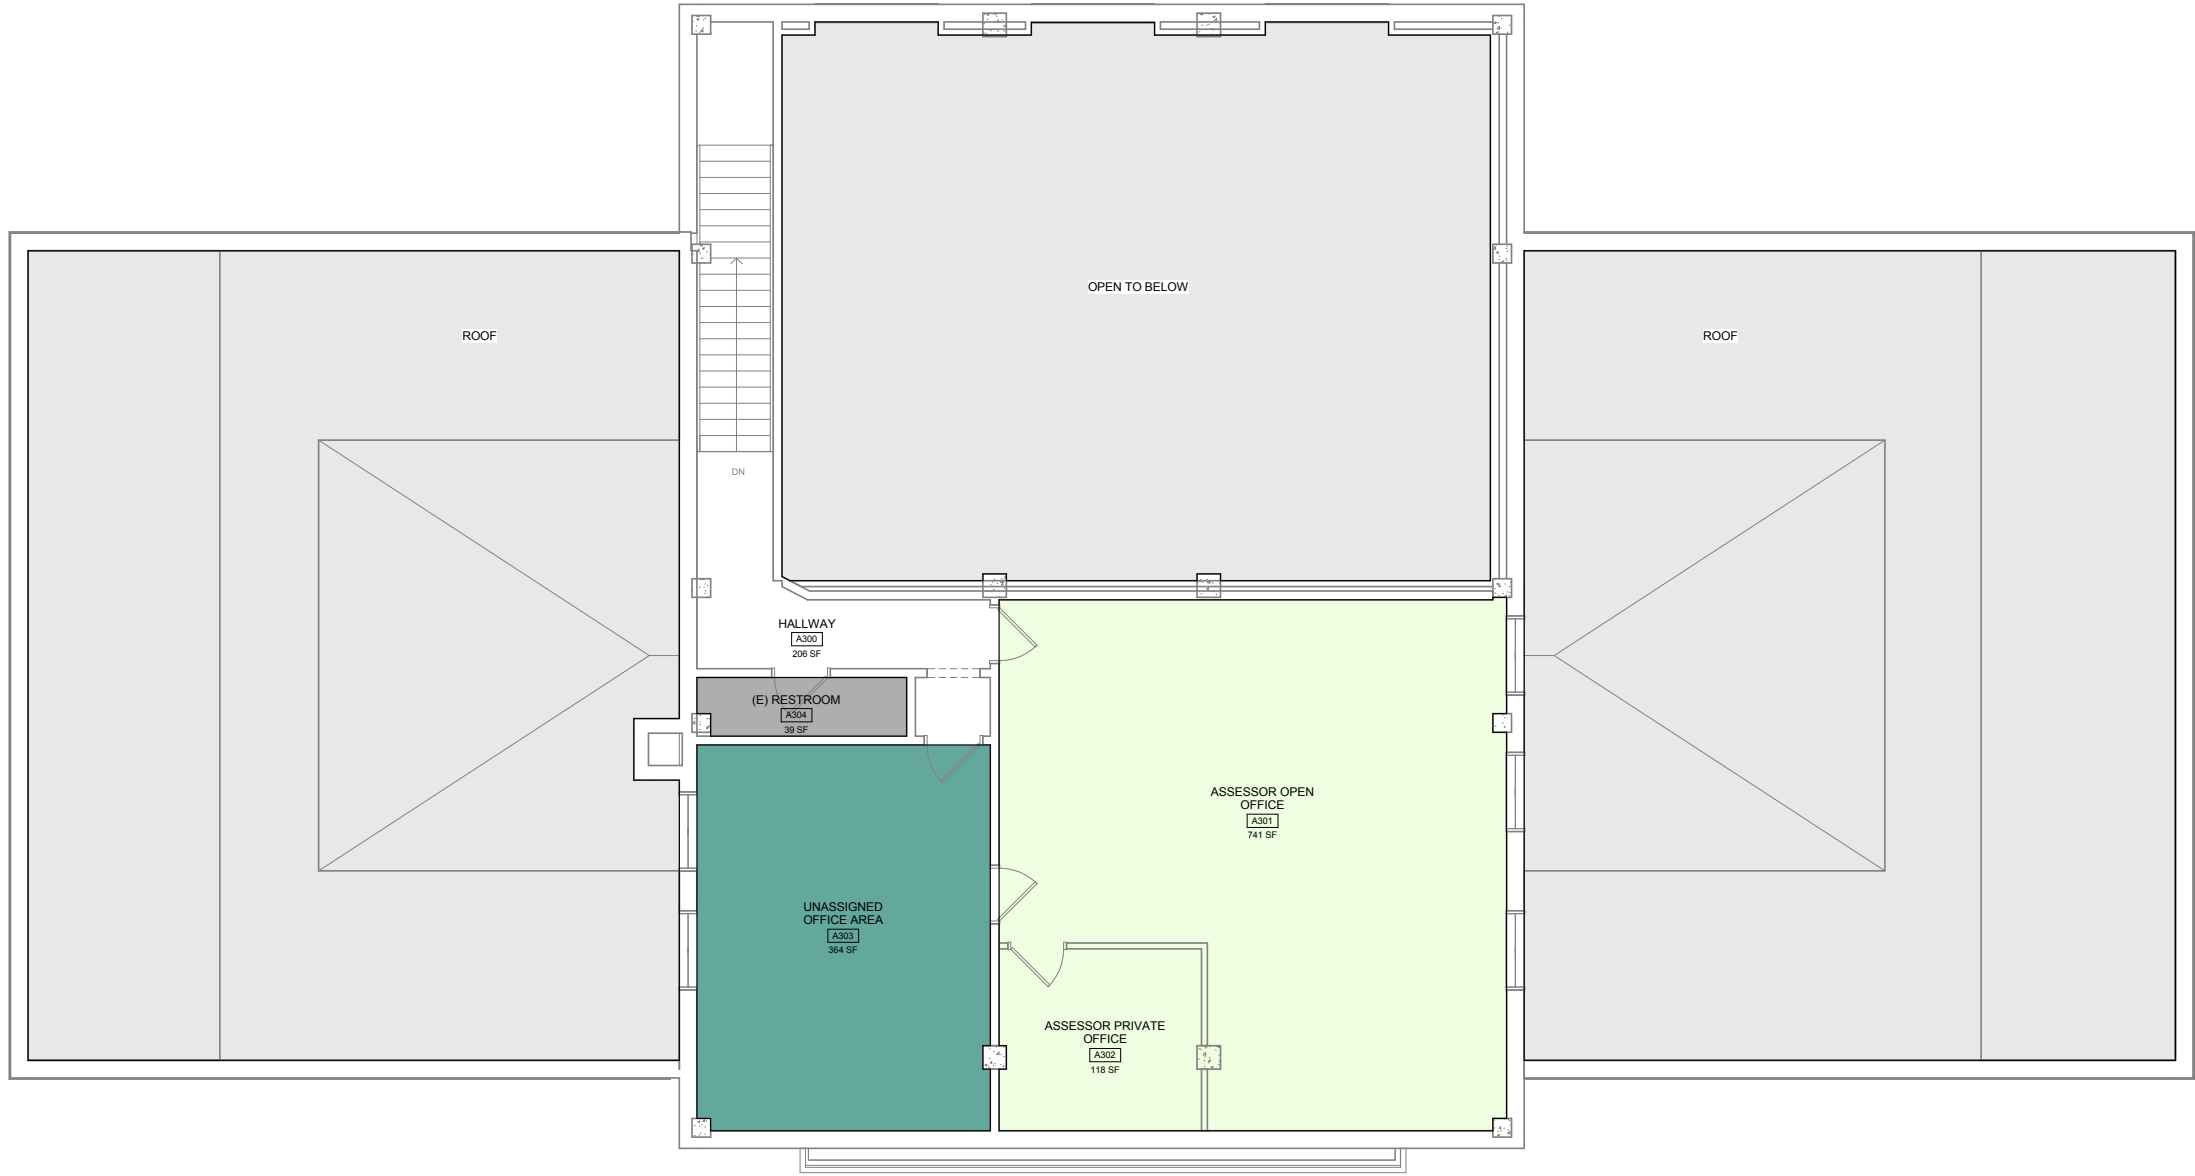 OPEN TO BELOW
ROOF
ROOF
DN
HALLWAY
A300
206 SF
(E) RESTROOM
A304
39 SF
ASSESSOR OPEN
OFFICE
A301
741 SF
UNASSIGNED
OFFICE AREA
A303
364 SF
ASSESSOR PRIVATE
OFFICE
A302
118 SF